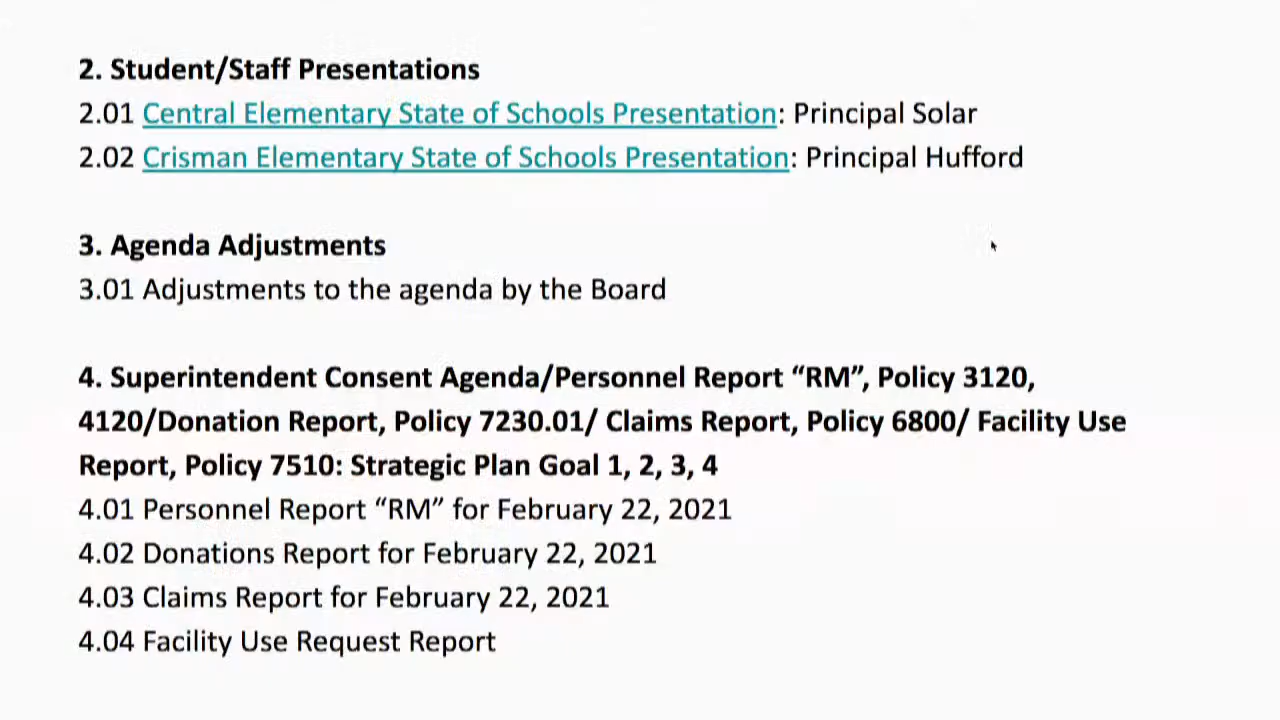 2. Student/Staff Presentations
2.01 Central Elementary State of Schools Presentation: Principal Solar
2.02 Crisman Elementary State of Schools Presentation: Principal Hufford
3. Agenda Adjustments
3.01 Adjustments to the agenda by the Board
4. Superintendent Consent Agenda/Personnel Report “RM”, Policy 3120,
4120/Donation Report, Policy 7230.01/ Claims Report, Policy 6800/ Facility Use
Report, Policy 7510: Strategic Plan Goal 1, 2, 3, 4
4.01 Personnel Report “RM” for February 22, 2021
4.02 Donations Report for February 22, 2021
4.03 Claims Report for February 22, 2021
4.04 Facility Use Request Report